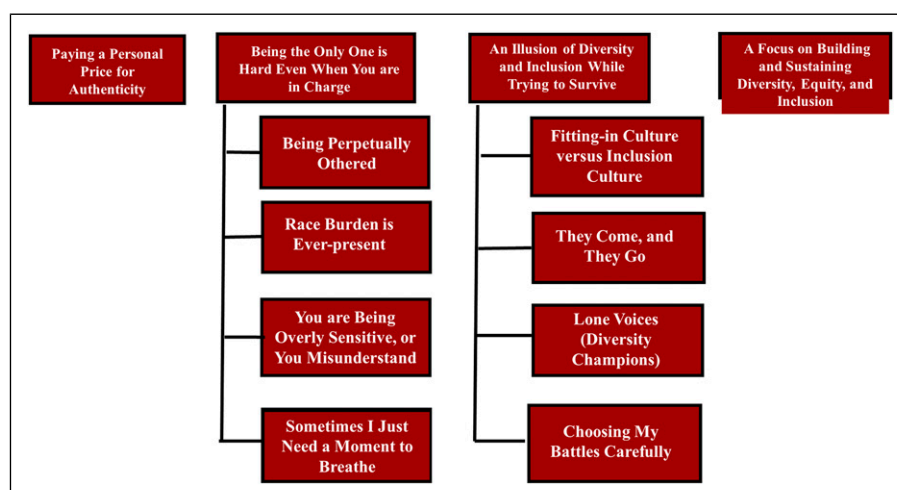 Paying a Personal
Price for
Authenticity
Being the Only One is
Hard Even When You are
in Charge
Being Perpetually
Othered
Race Burden is
Ever-present
You are Being
Overly Sensitive, or
You Misunderstand
Sometimes I Just
Need a Moment to
Breathe
An Illusion of Diversity
and Inclusion While
Trying to Survive
Fitting-in Culture
versus Inclusion
Culture
They Come, and
They Go
Lone Voices
(Diversity
Champions)
Choosing My
Battles Carefully
A Focus on Building
and Sustaining
Diversity, Equity, and
Inclusion